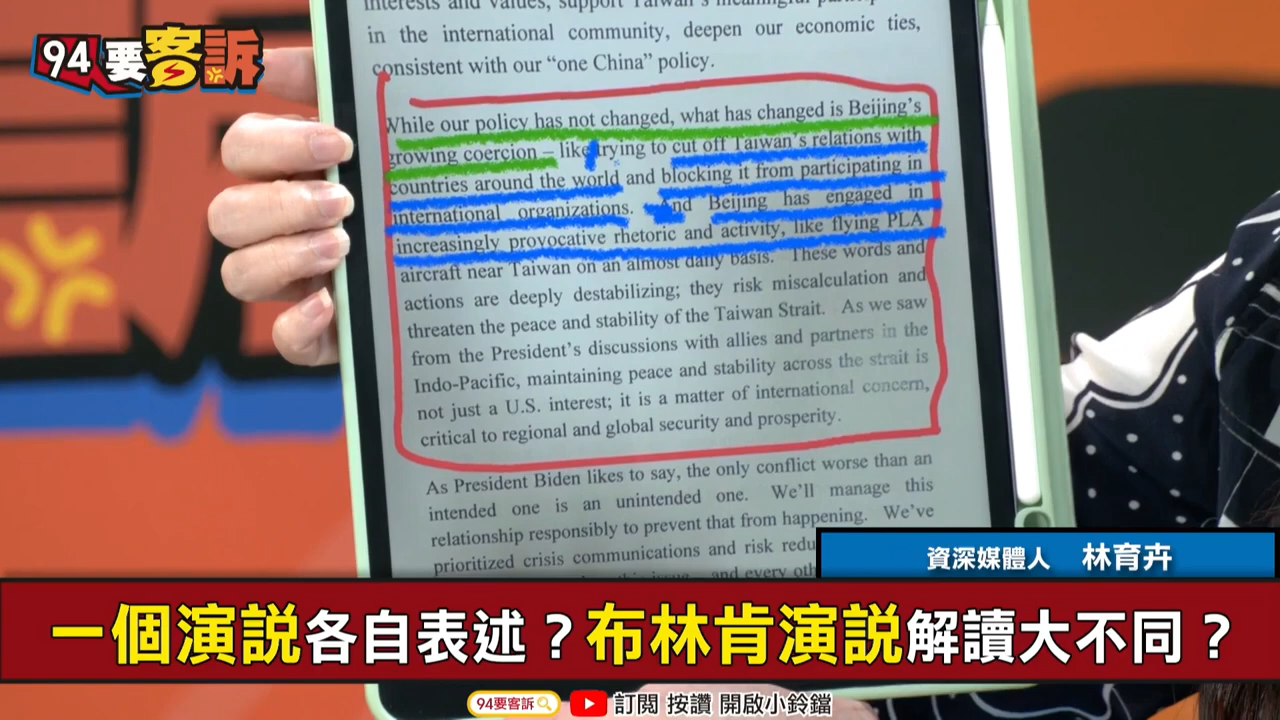 94要客訴
interests and values, support Taiwan's meaningful
in the international community, deepen our economic ties,
consistent with our “one China” policy.
While our policy has not changed, what has changed is Beijing's
growing coercion – like trying to cut off Taiwan's relations with
countries around the world and blocking it from participating in
international organizations. And Beijing has engaged in
increasingly provocative rhetoric and activity, like flying PLA
aircraft near Taiwan on an almost daily basis. These words and
actions are deeply destabilizing; they risk miscalculation and
threaten the peace and stability of the Taiwan Strait. As we saw
from the President's discussions with allies and partners in the
Indo-Pacific, maintaining peace and stability across the strait is
not just a U.S. interest; it is a matter of international concern,
critical to regional and global security and prosperity.
As President Biden likes to say, the only conflict worse than an
intended one is an unintended one. We'll manage this
relationship responsibly to prevent that from happening. We've
prioritized crisis communications and risk redu
and every oth
資深媒體人 林育卉
一個演説各自表述？布林肯演説解讀大不同？
94要客訴 訂閱 按讚 開啟小鈴鐺